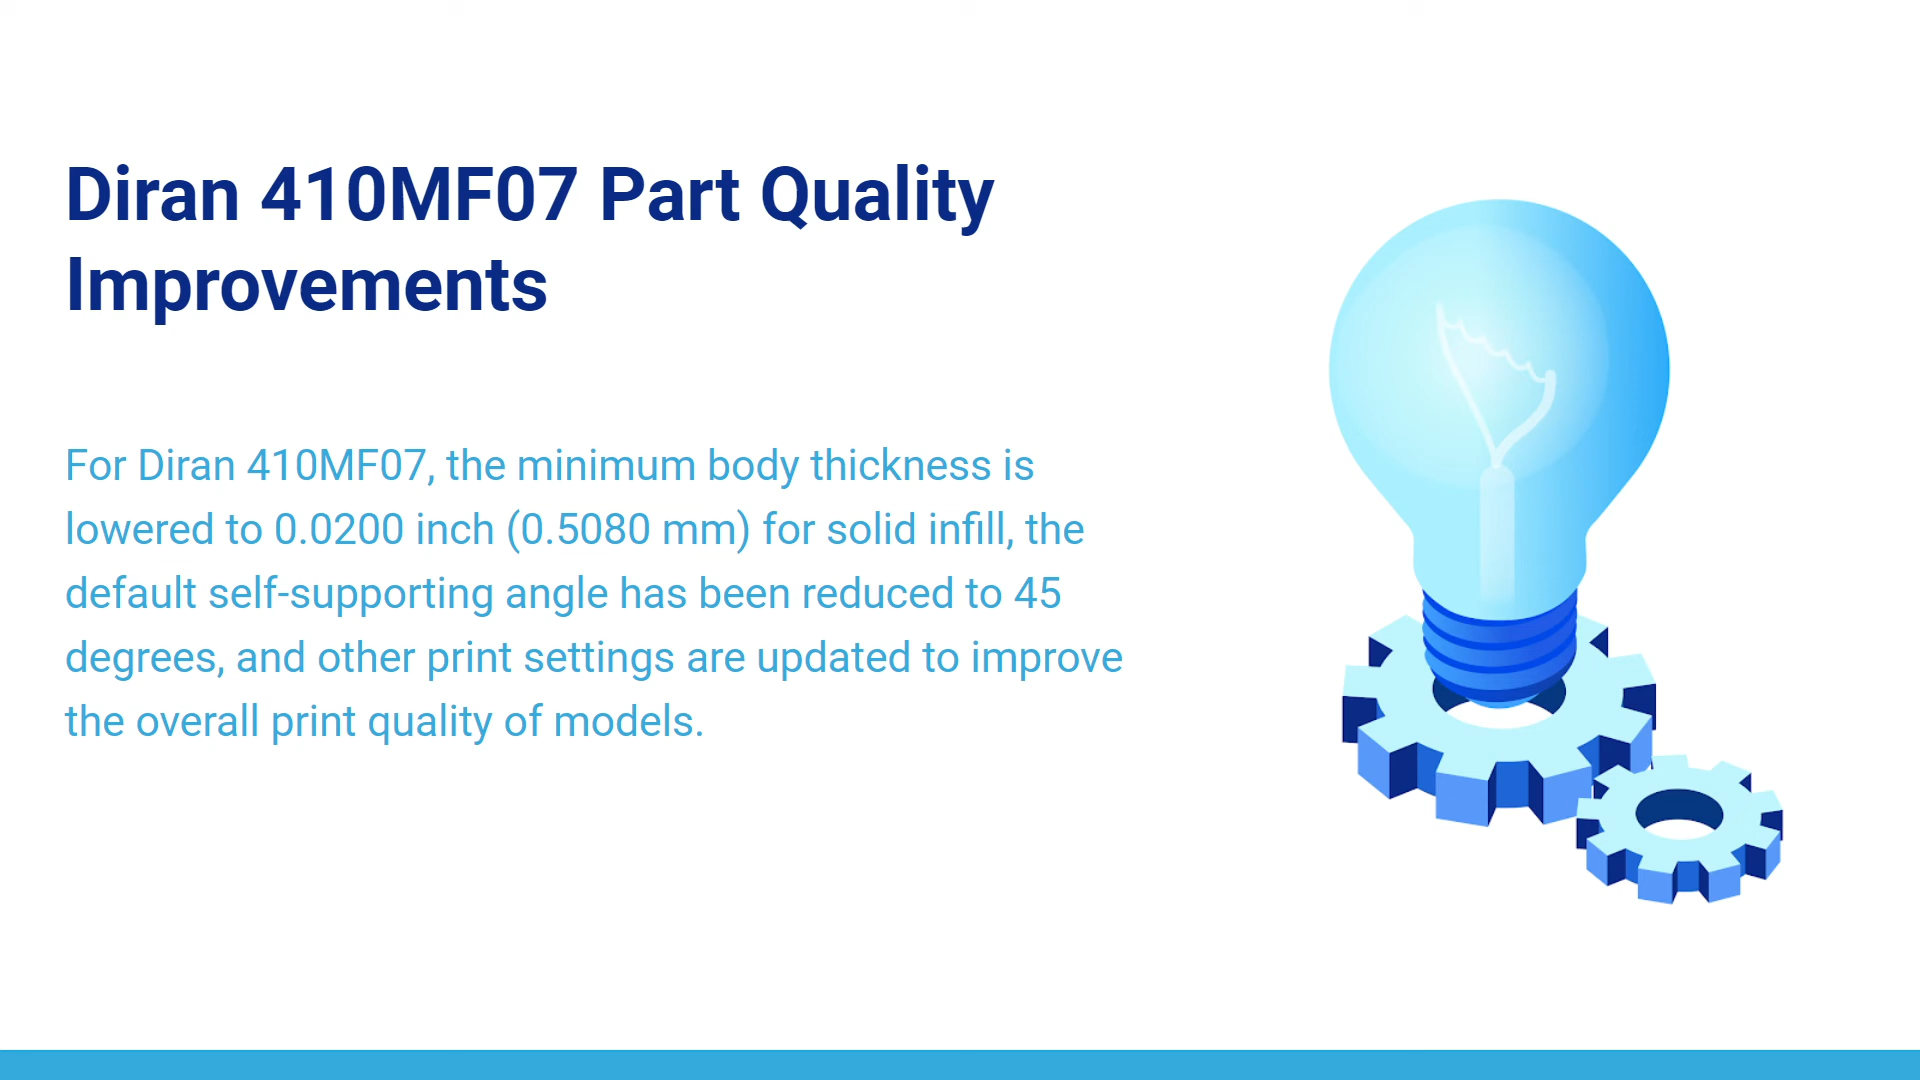 Diran 410MF07 Part Quality
Improvements
For Diran 410MF07, the minimum body thickness is
lowered to 0.0200 inch (0.5080 mm) for solid infill, the
default self-supporting angle has been reduced to 45
degrees, and other print settings are updated to improve
the overall print quality of models.